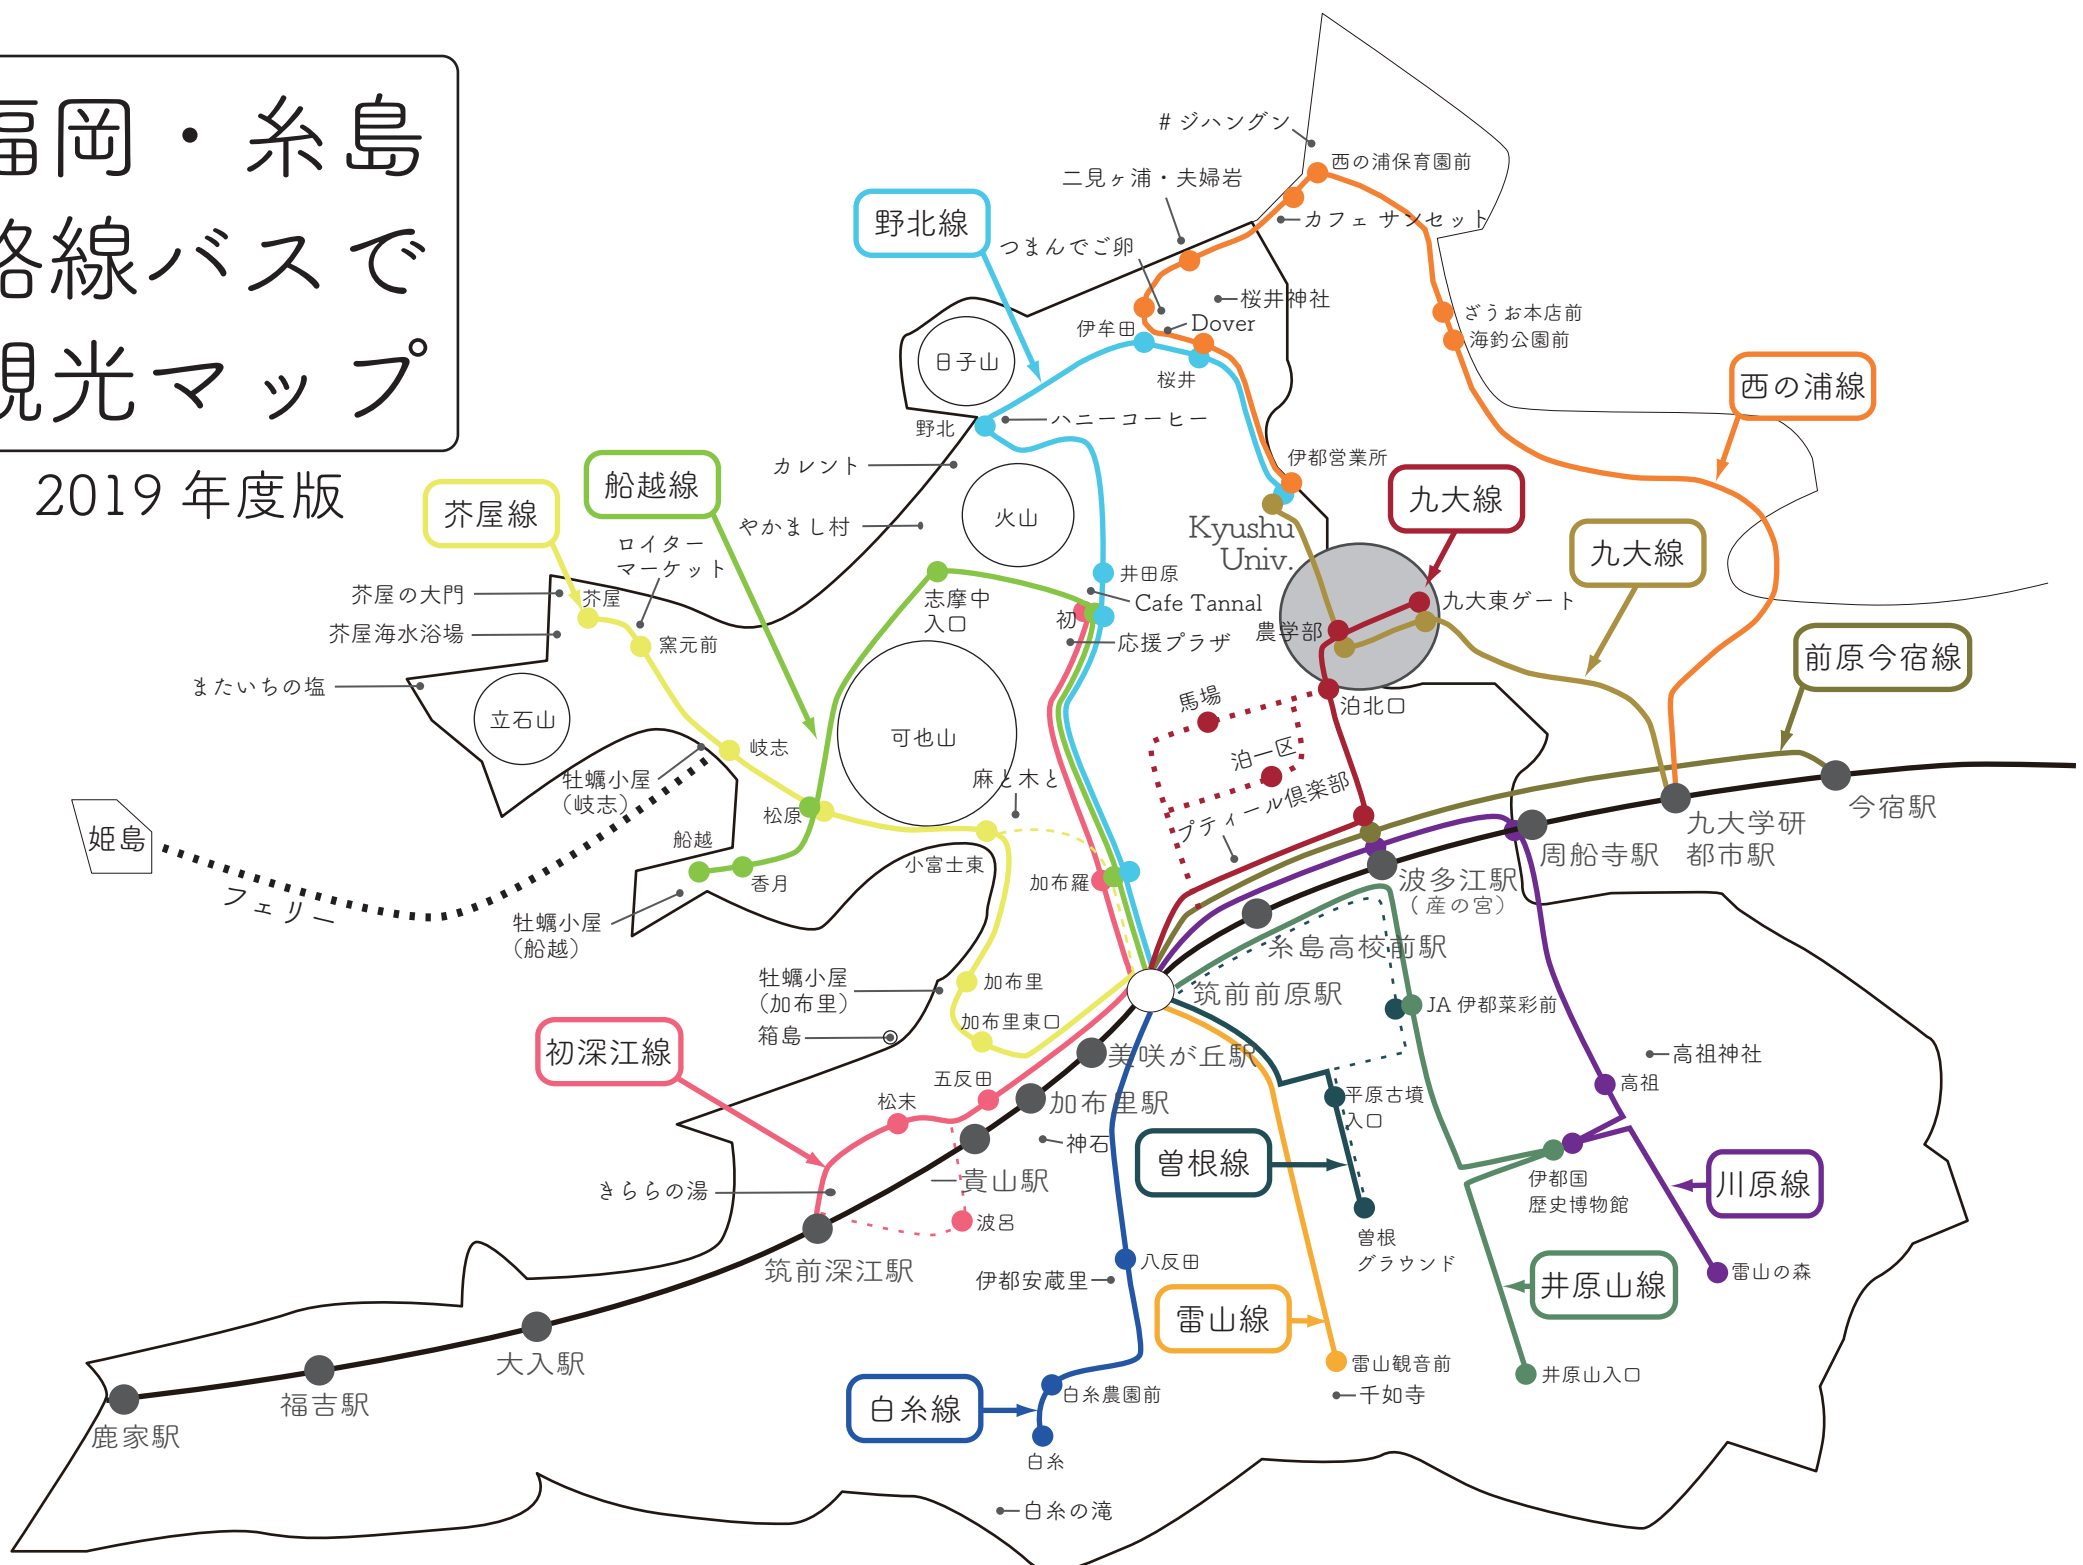 福岡・糸島
路線バスで
観光マップ
2019 年度版
# ジハングン
西の浦保育園前
二見ヶ浦・夫婦岩
カフェ サンセット
野北線
つまんでご卵
桜井神社
伊牟田
Dover
ざうお本店前
海釣公園前
日子山
桜井
西の浦線
ハニーコーヒー
野北
カレント
伊都営業所
船越線
九大線
芥屋線
火山
やかまし村
Kyushu
Univ.
九大線
ロイター
マーケット
井田原
芥屋の大門
芥屋
志摩中
入口
Cafe Tannal
九大東ゲート
初
芥屋海水浴場
窯元前
応援プラザ
農学部
前原今宿線
またいちの塩
馬場
泊北口
立石山
可也山
岐志
泊一区
牡蠣小屋
（岐志）
麻と木と
プティール倶楽部
松原
今宿駅
姫島
九大学研
都市駅
船越
小富士東
周船寺駅
香月
加布羅
波多江駅
（産の宮）
フェリー
牡蠣小屋
（船越）
糸島高校前駅
牡蠣小屋
（加布里）
加布里
筑前前原駅
JA 伊都菜彩前
加布里東口
箱島
初深江線
美咲が丘駅
高祖神社
五反田
高祖
松末
加布里駅
平原古墳
入口
神石
曽根線
貴山駅
伊都国
歴史博物館
川原線
きららの湯
波呂
曽根
グラウンド
筑前深江駅
八反田
伊都安蔵里
雷山の森
井原山線
雷山線
大入駅
雷山観音前
井原山入口
福吉駅
白糸農園前
千如寺
白糸線
鹿家駅
白糸
白糸の滝